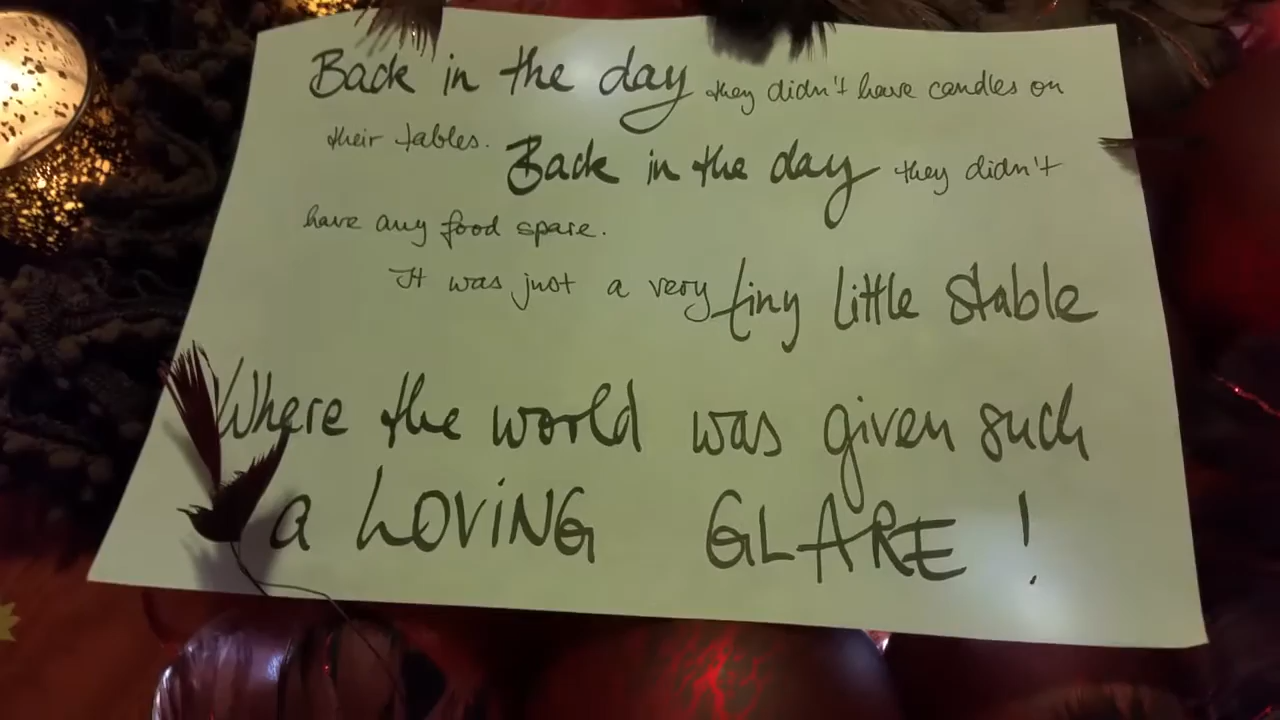 Back in the day they didn't have candles on
their tables. Back in the day they didn't
have any food spare.
It was just a very tiny little stable
Where the world was given such
a LOVING GLARE !